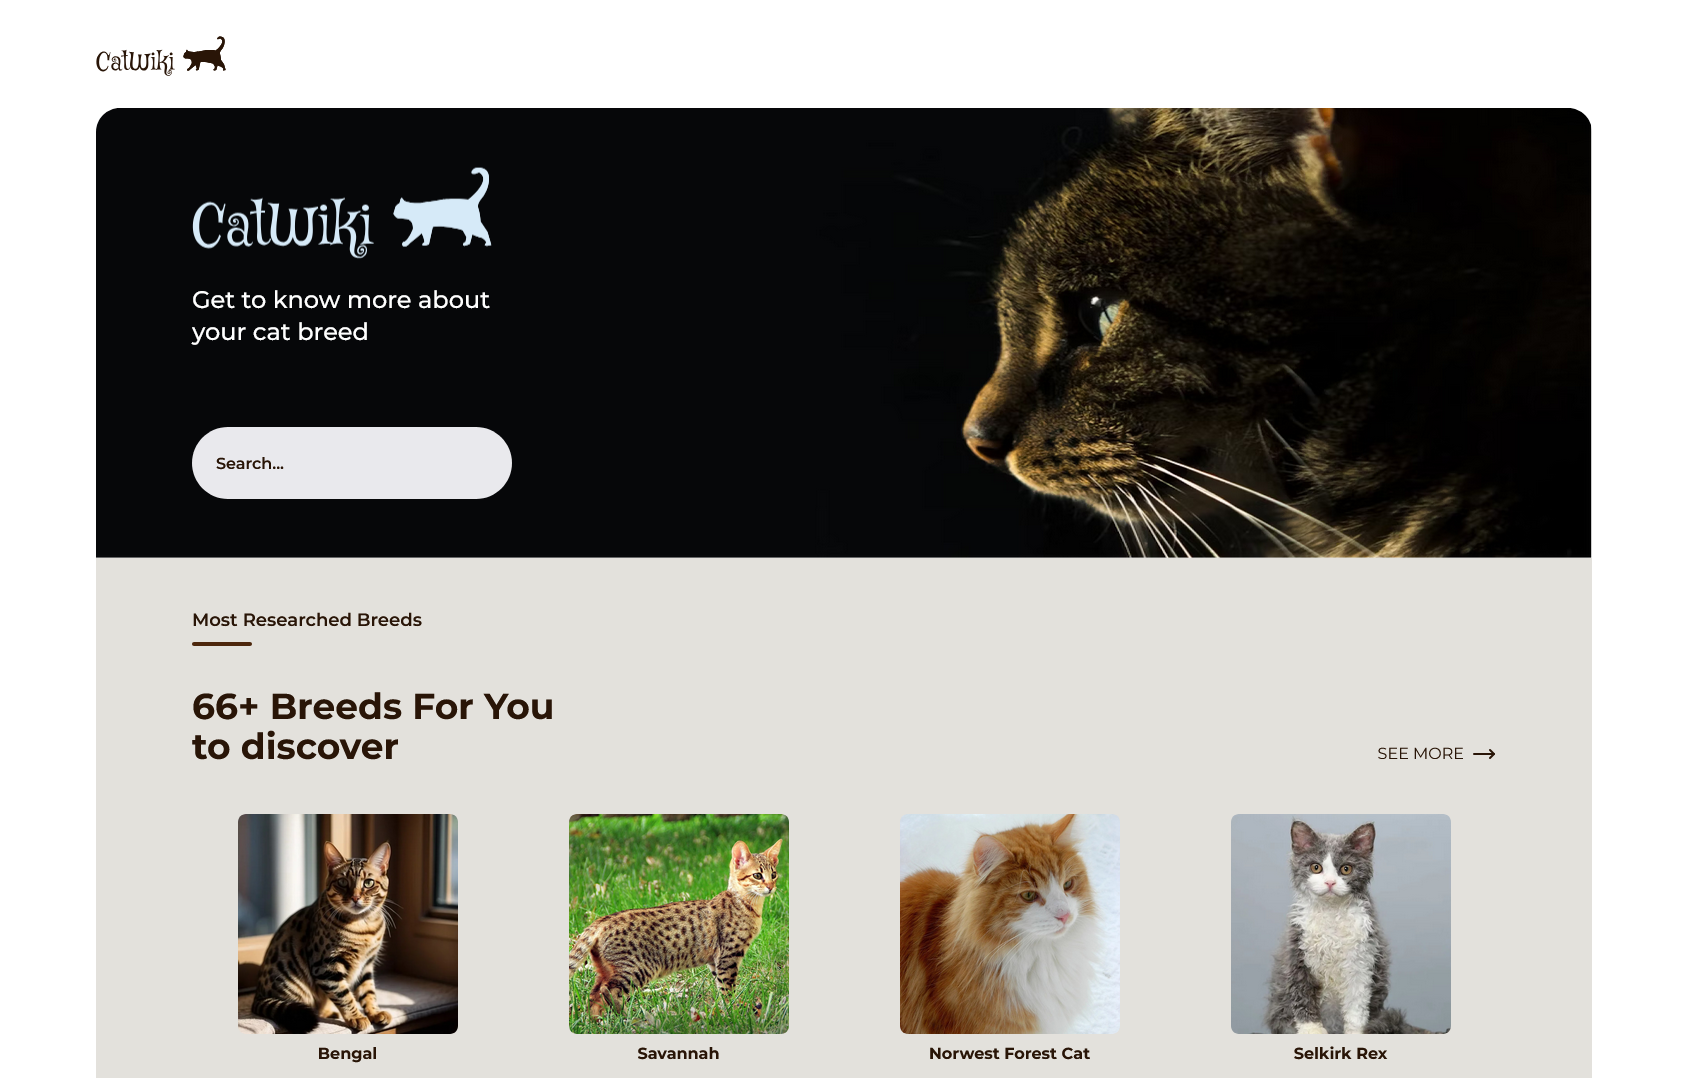 CatWiki
CatWiki
Get to know more about
your cat breed
Search...
Most Researched Breeds
66+ Breeds For You
to discover
SEE MORE
Bengal
Savannah
Norwest Forest Cat
Selkirk Rex